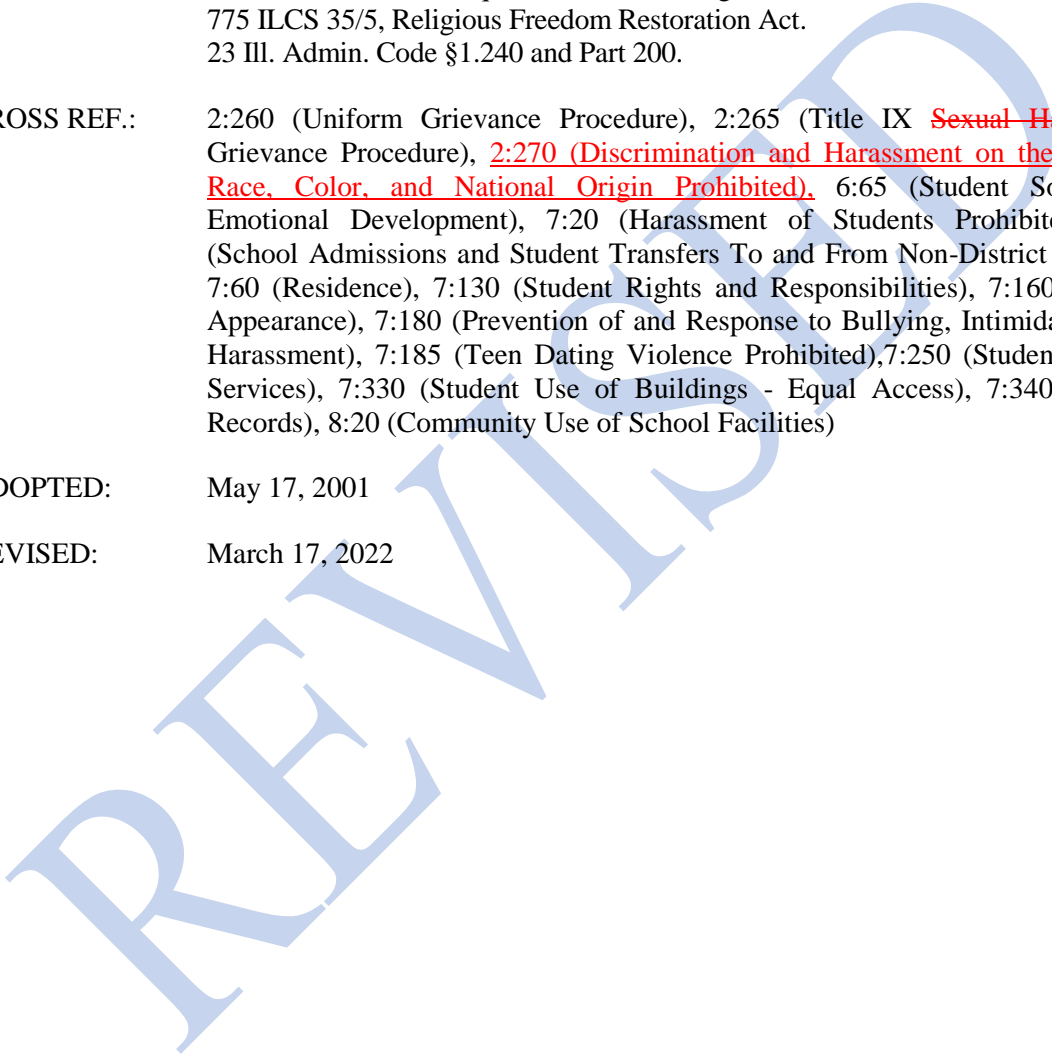 775 ILCS 35/5, Religious Freedom Restoration Act.
23 Ill. Admin. Code §1.240 and Part 200.
ROSS REF.: 2:260 (Uniform Grievance Procedure), 2:265 (Title IX Sexual H
Grievance Procedure), 2:270 (Discrimination and Harassment on the
Race, Color, and National Origin Prohibited), 6:65 (Student So
Emotional Development), 7:20 (Harassment of Students Prohibite
(School Admissions and Student Transfers To and From Non-District
7:60 (Residence), 7:130 (Student Rights and Responsibilities), 7:160
Appearance), 7:180 (Prevention of and Response to Bullying, Intimida
Harassment), 7:185 (Teen Dating Violence Prohibited),7:250 (Studen
Services), 7:330 (Student Use of Buildings - Equal Access), 7:340
Records), 8:20 (Community Use of School Facilities)
DOPTED: May 17, 2001
EVISED: March 17, 2022
REVISED